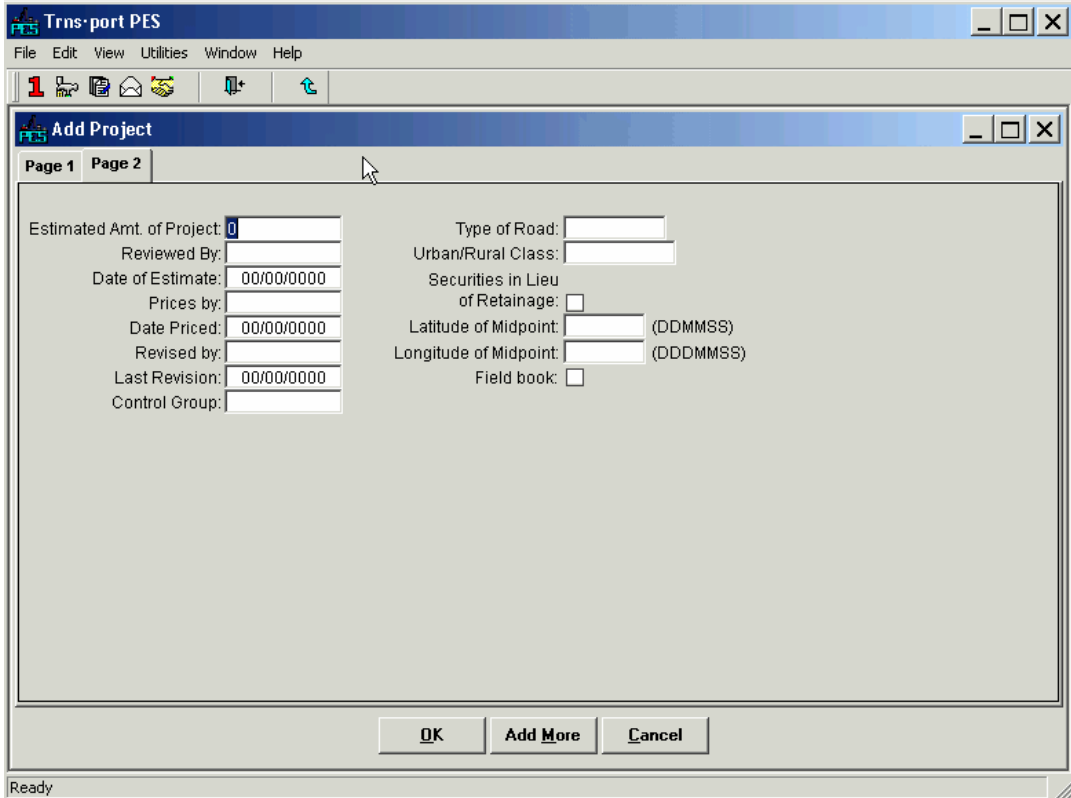 Trns·port PES
File Edit View Utilities Window Help
Add Project
Page 1 Page 2
Estimated Amt. of Project: 0
Reviewed By:
Date of Estimate: 00/00/0000
Prices by:
Date Priced: 00/00/0000
Revised by:
Last Revision: 00/00/0000
Control Group:
Type of Road:
Urban/Rural Class:
Securities in Lieu
of Retainage:
Latitude of Midpoint: (DDMMSS)
Longitude of Midpoint: (DDDMMSS)
Field book:
OK Add More Cancel
Ready